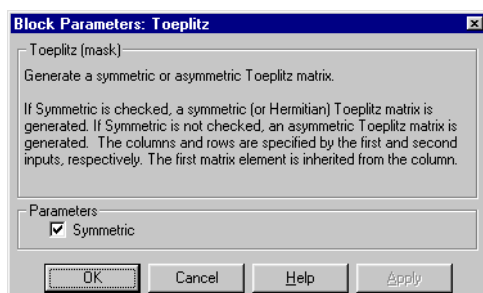 Block Parameters: Toeplitz
Toeplitz (mask)
Generate a symmetric or asymmetric Toeplitz matrix.
If Symmetric is checked, a symmetric (or Hermitian) Toeplitz matrix is
generated. If Symmetric is not checked, an asymmetric Toeplitz matrix is
generated. The columns and rows are specified by the first and second
inputs, respectively. The first matrix element is inherited from the column.
Parameters
Symmetric
OK Cancel Help Apply